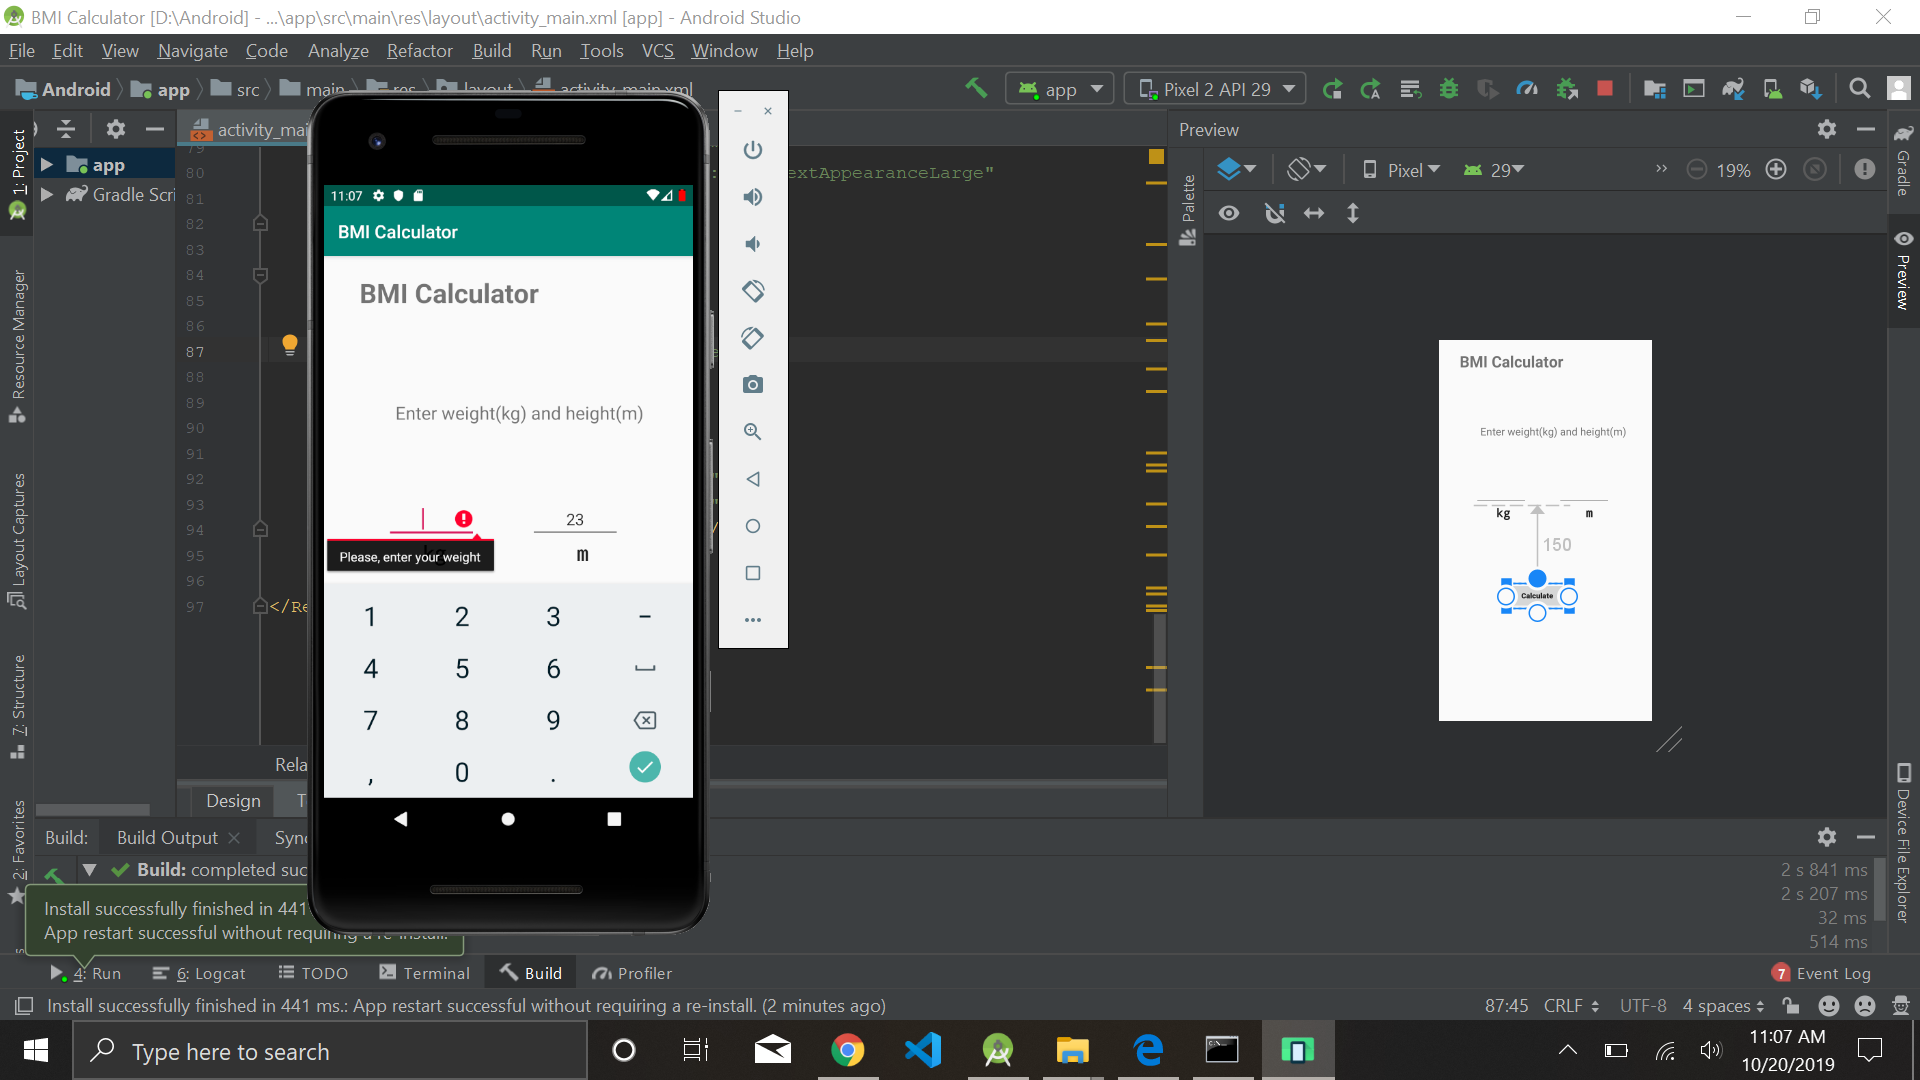 BMI Calculator [D:\Android] - ...\app\src\main\res\layout\activity_main.xml [app] - Android Studio
File Edit View Navigate Code Analyze Refactor Build Run Tools VCS Window Help
Android app src main res layout activity_main.xml
app Pixel 2 API 29
1: Project
Resource Manager
Layout Captures
7: Structure
2: Favorites
app
Gradle Scri
activity_mai
79
80
81
82
83
84
85
86
87
88
89
90
91
92
93
94
95
96
97
extAppearanceLarge"
</Re
Rela
Design
11:07
BMI Calculator
BMI Calculator
Enter weight(kg) and height(m)
23
Please, enter your weight
m
1 2 3 -
4 5 6
7 8 9
, 0 .
Preview
Palette
Pixel 29 19%
BMI Calculator
Enter weight(kg) and height(m)
kg m
150
Calculate
Gradle
Preview
Device File Explorer
Build: Build Output Sync
Build: completed suc
2 s 841 ms
2 s 207 ms
32 ms
514 ms
Install successfully finished in 441
App restart successful without requiring a re-install.
4: Run 6: Logcat TODO Terminal Build Profiler
7 Event Log
Install successfully finished in 441 ms.: App restart successful without requiring a re-install. (2 minutes ago)
87:45 CRLF UTF-8 4 spaces
Type here to search
11:07 AM
10/20/2019